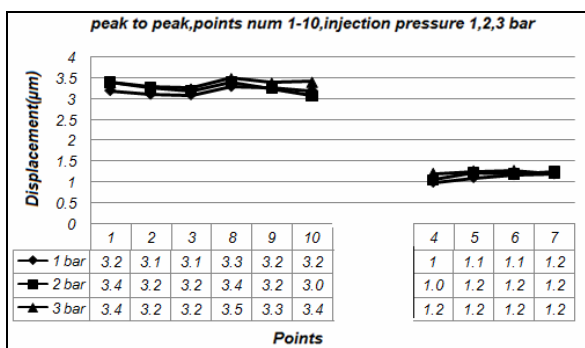 peak to peak,points num 1-10,injection pressure 1,2,3 bar
Displacement(µm)
4
3.5
3
2.5
2
1.5
1
0.5
0
1 2 3 8 9 10 4 5 6 7
1 bar 3.2 3.1 3.1 3.3 3.2 3.2 1 1.1 1.1 1.2
2 bar 3.4 3.2 3.2 3.4 3.2 3.0 1.0 1.2 1.2 1.2
3 bar 3.4 3.2 3.2 3.5 3.3 3.4 1.2 1.2 1.2 1.2
Points